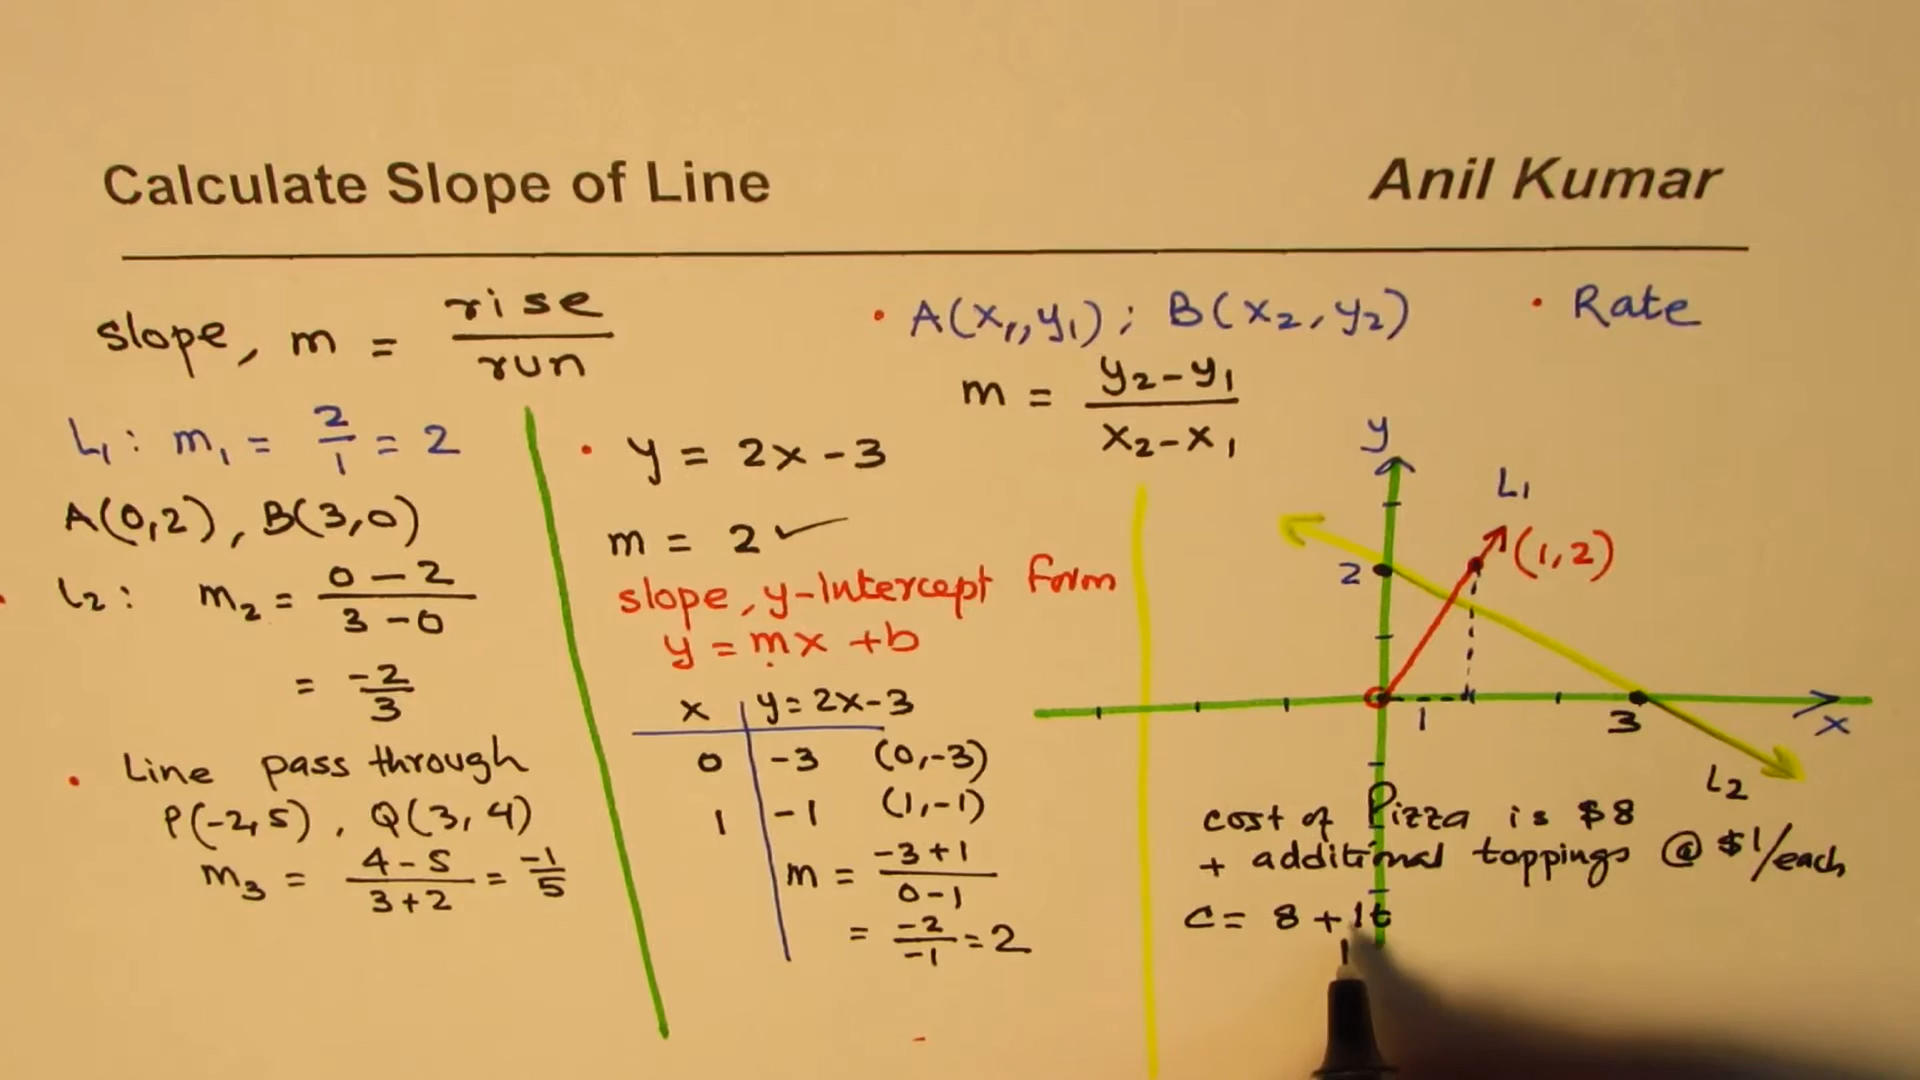 Calculate Slope of Line
Anil Kumar
slope, m = rise/run
L1: m1 = 2/1 = 2
A(0,2), B(3,0)
L2: m2 = 0-2/3-0
= -2/3
• Line pass through
P(-2,5), Q(3,4)
m3 = 4-5/3+2 = -1/5
• y = 2x-3
m = 2 ✓
slope, y-Intercept Form
y = mx+b
x | y=2x-3
0 | -3 (0,-3)
1 | -1 (1,-1)
m = -3+1/0-1
= -2/-1 = 2
• A(x1,y1); B(x2,y2)
m = y2-y1/x2-x1
• Rate
y
L1
(1,2)
2
1
3
x
L2
cost of Pizza is $8
+ additional toppings @ $1/each
C = 8+1t